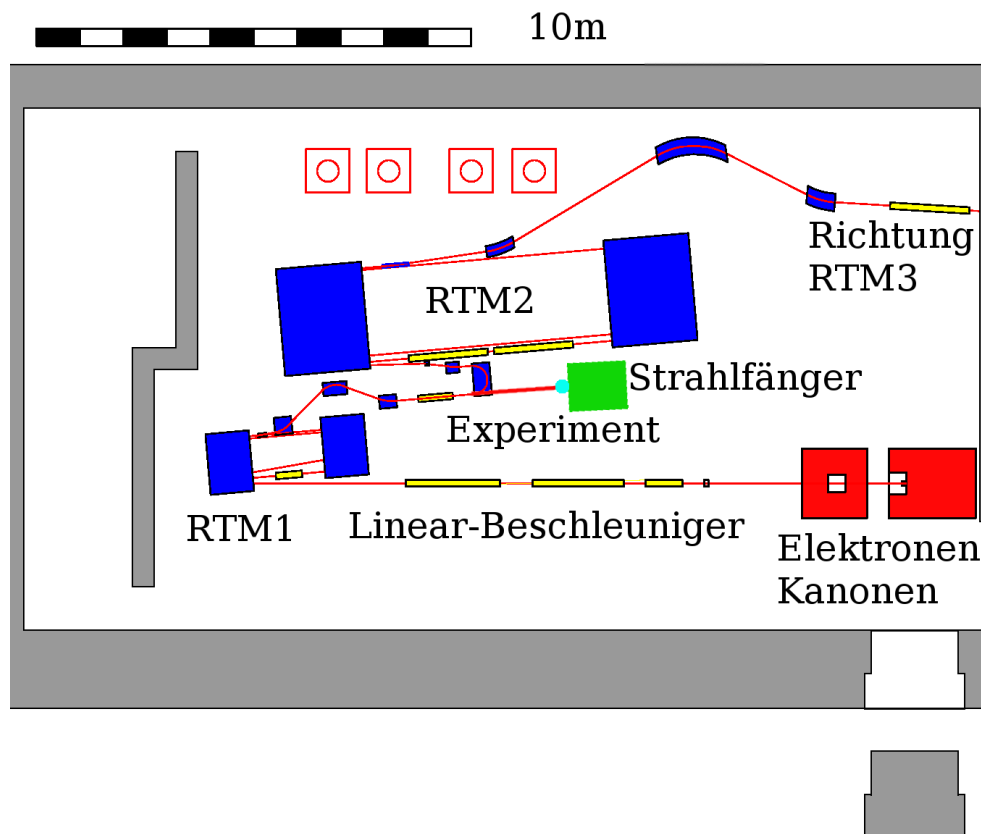 10m
Richtung
RTM3
RTM2
Strahlfänger
Experiment
RTM1
Linear-Beschleuniger
Elektronen
Kanonen